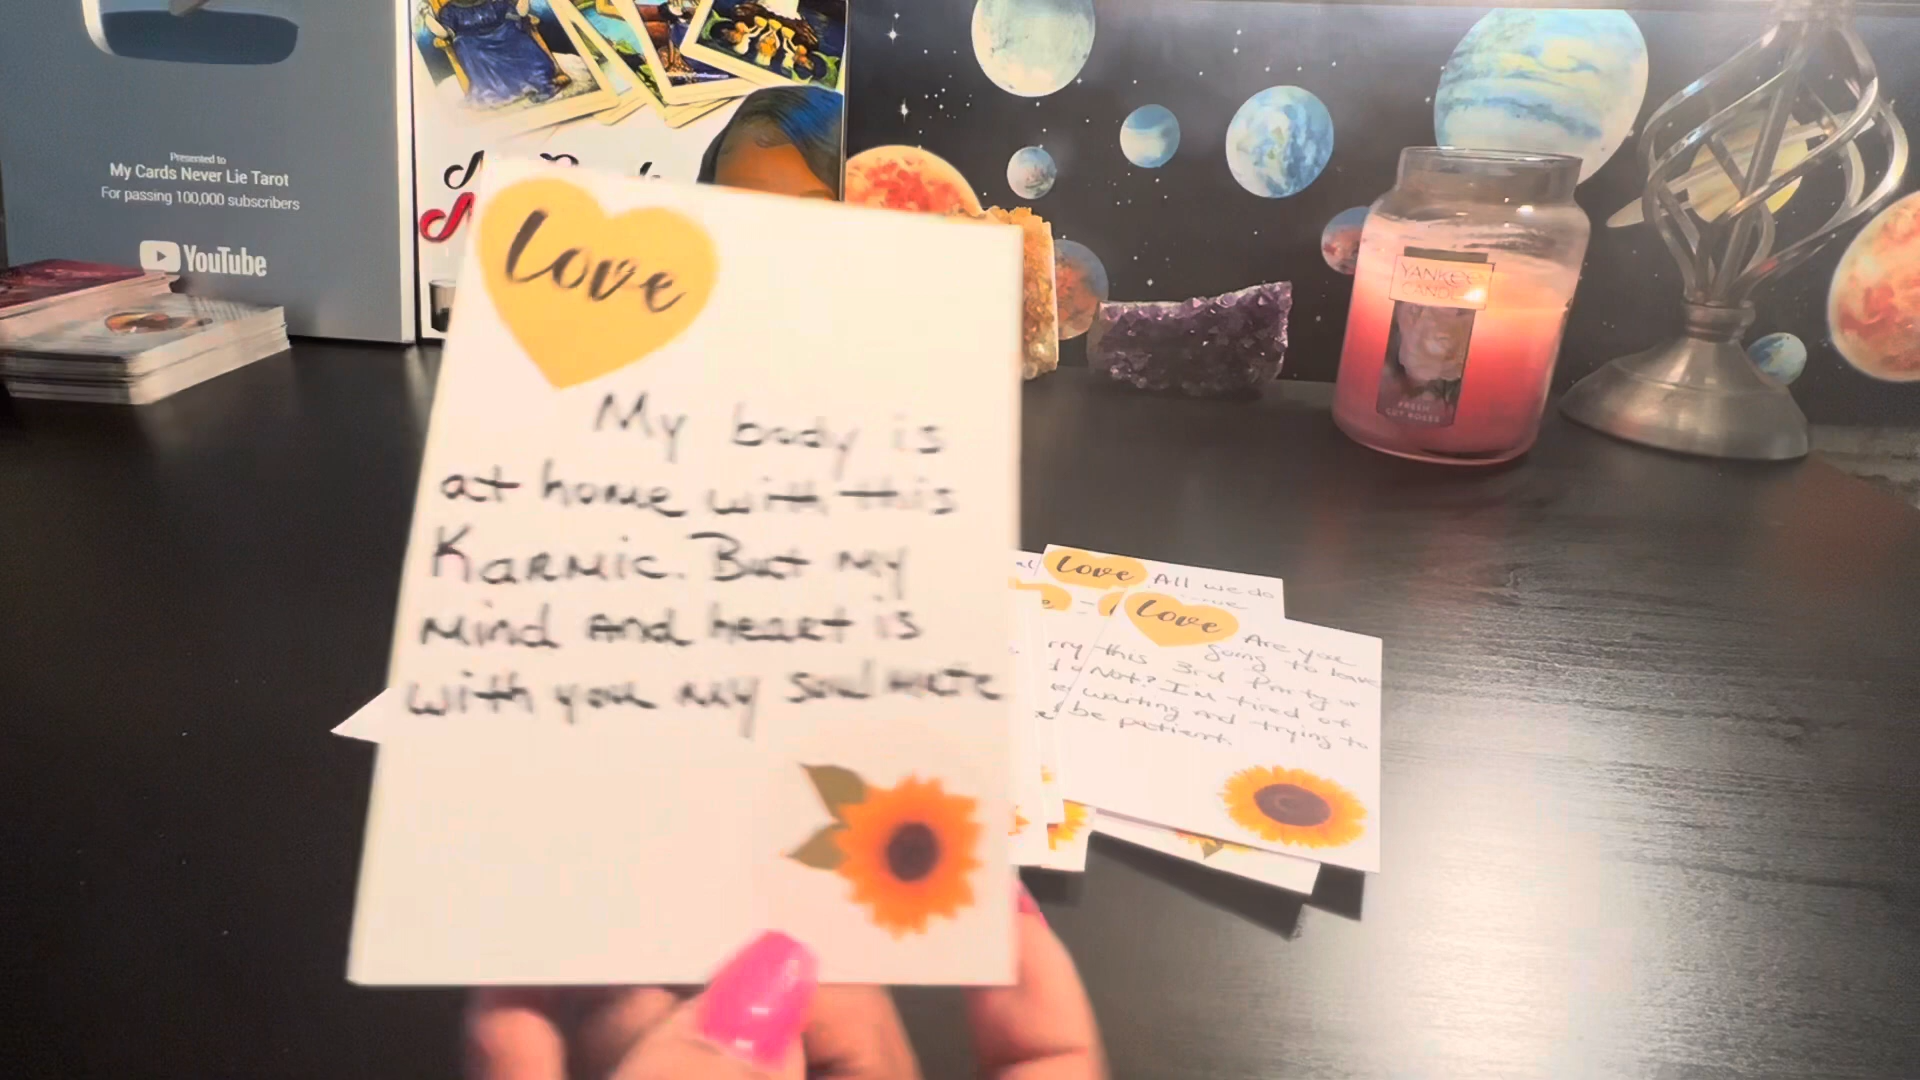 Presented to
My Cards Never Lie Tarot
For passing 100,000 subscribers
YouTube
Love
My body is
at home with this
Karmic. But my
mind and heart is
with you my soulmate
Love All we do
Love Are you
going to leave
this 3rd Party or
Not? I'm tired of
waiting and trying to
be patient.
YANKEE
CANDLE
FRESH
CUT ROSES